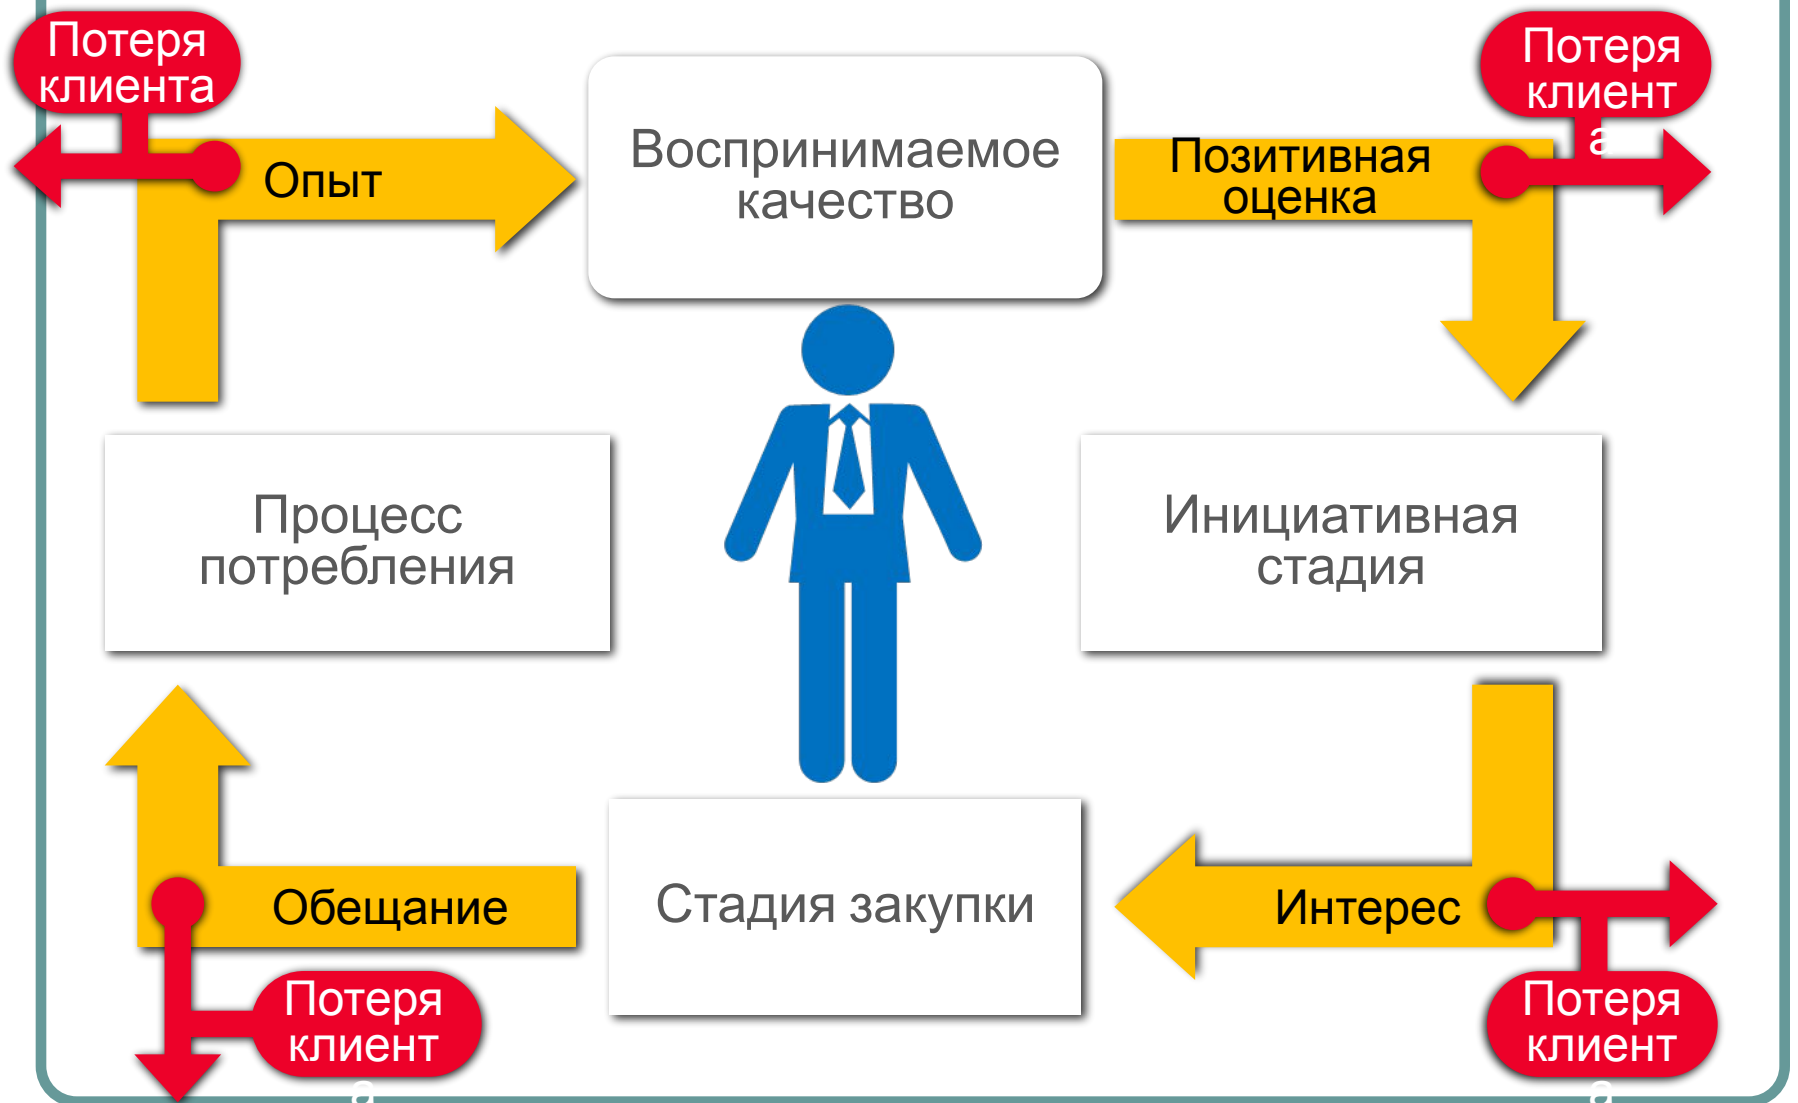 Потеря
клиента
Опыт
Воспринимаемое
качество
Позитивная
оценка
Потеря
клиент
а
Процесс
потребления
Инициативная
стадия
Обещание
Стадия закупки
Интерес
Потеря
клиент
а
Потеря
клиент
а